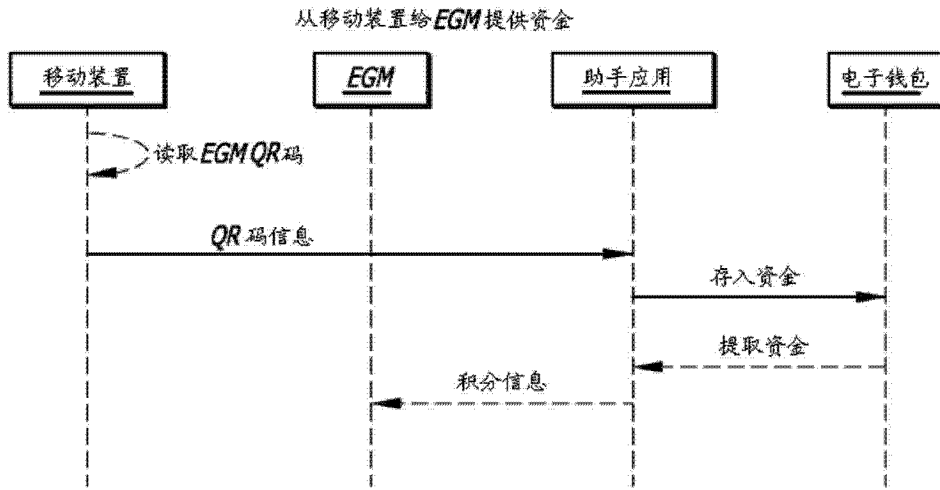 从移动装置给EGM提供资金
移动装置
EGM
助手应用
电子钱包
读取EGM QR码
QR码信息
存入资金
提取资金
积分信息